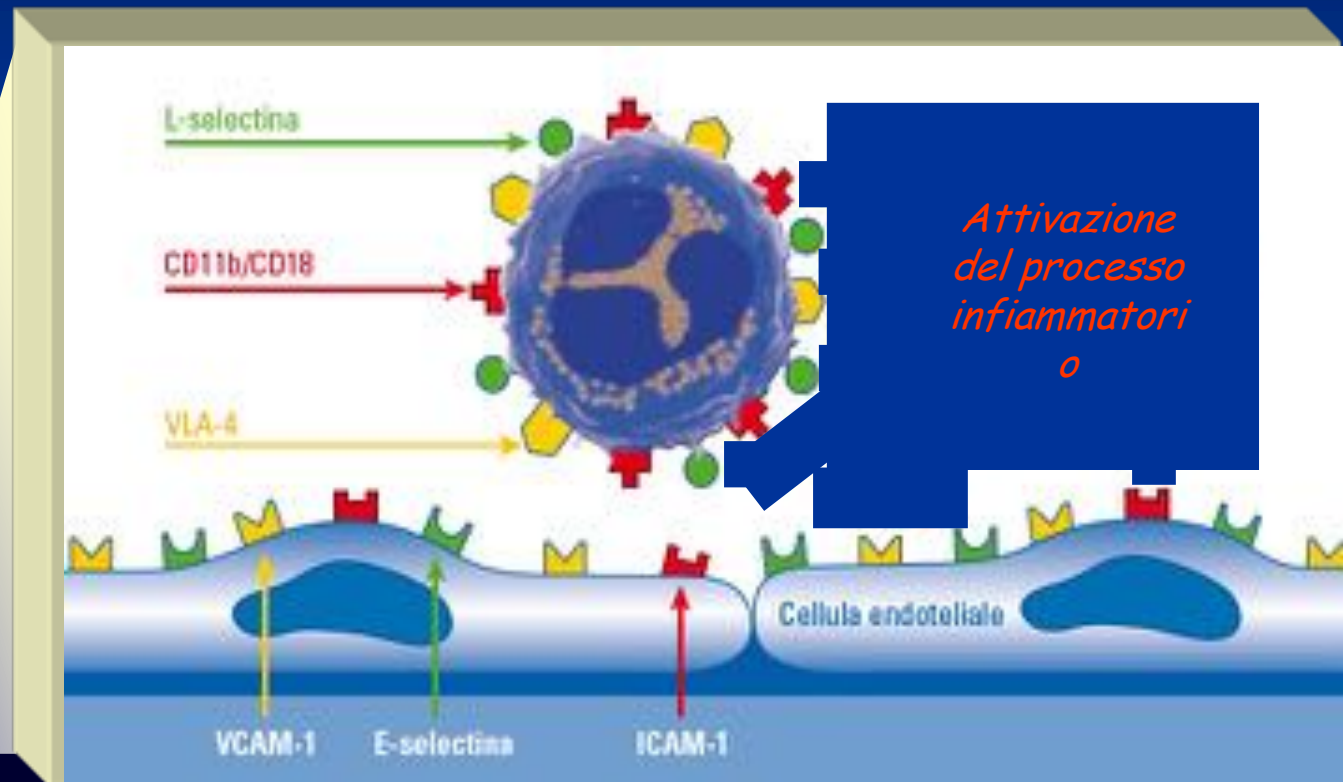 L-selectina
CD11b/CD18
VLA-4
Attivazione
del processo
infiammatori
o
Cellula endoteliale
VCAM-1
E-selectina
ICAM-1